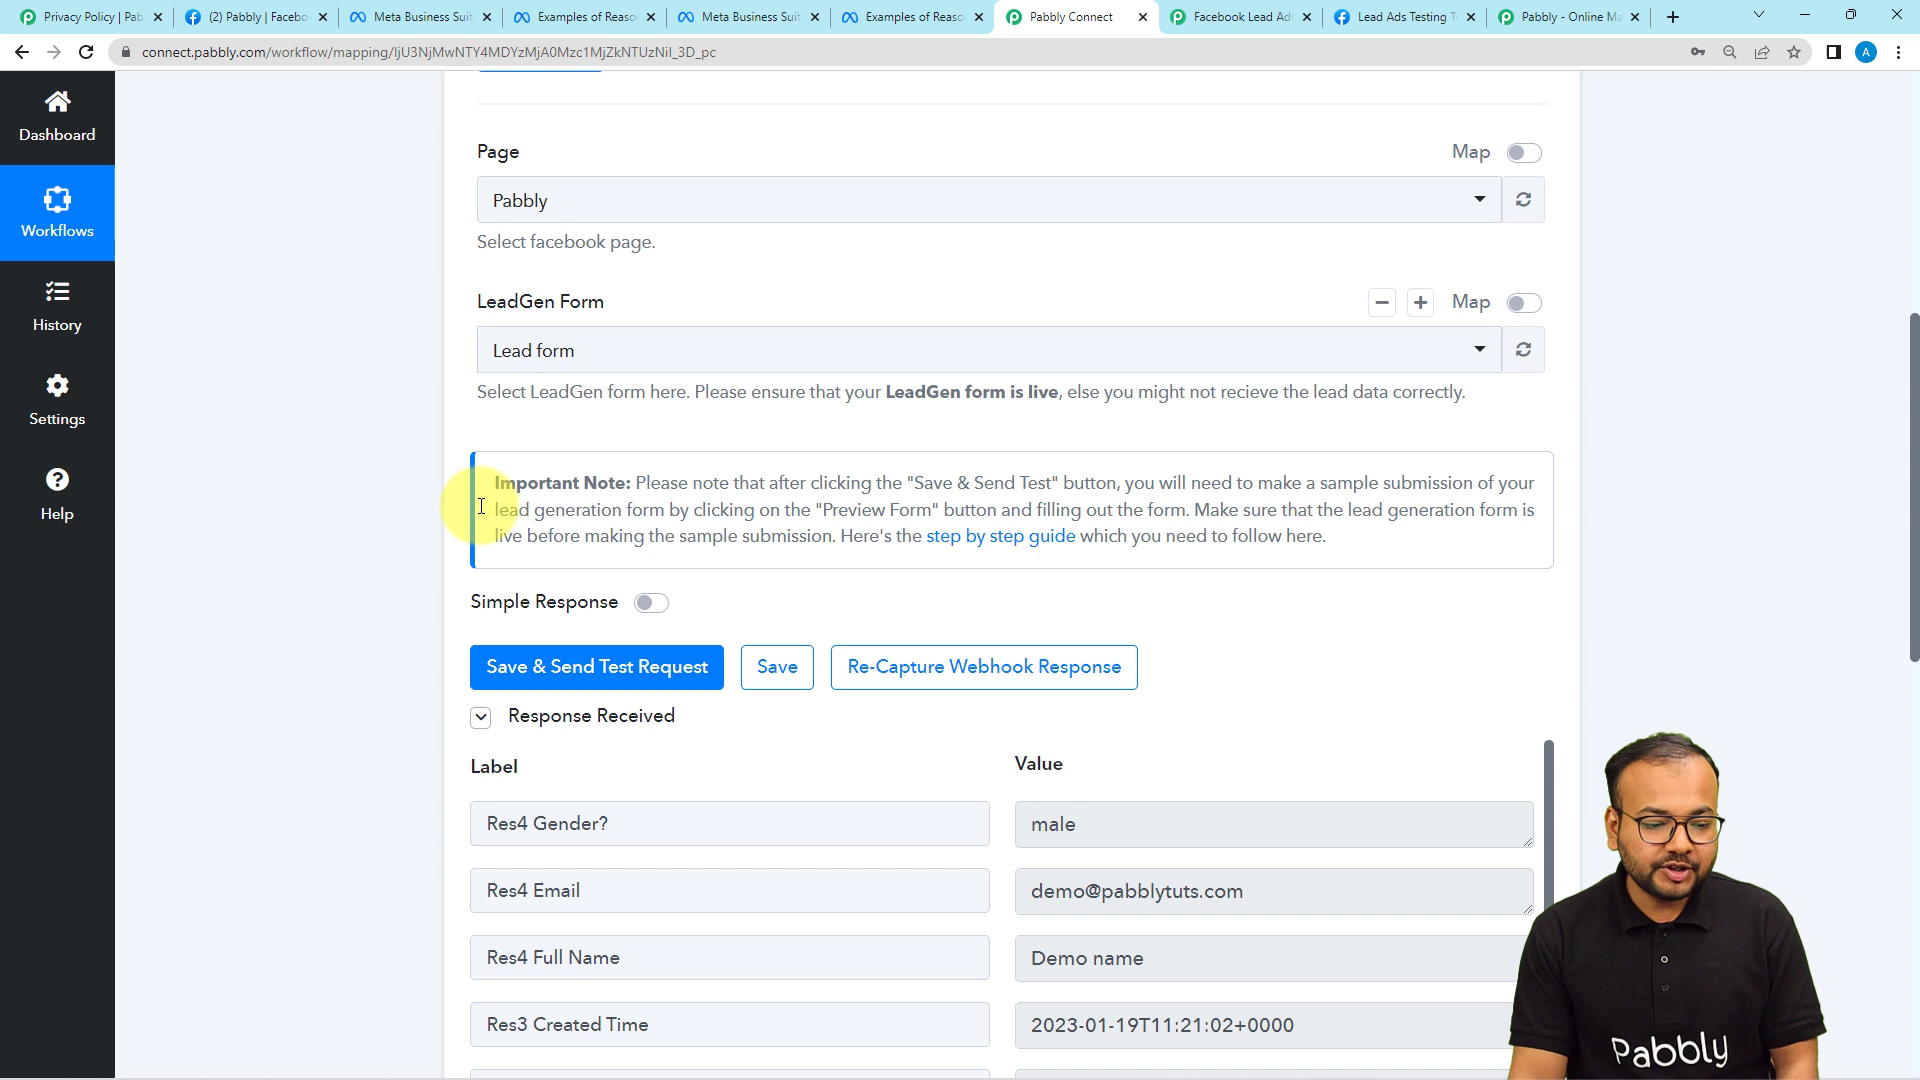 Privacy Policy | Pab
(2) Pabbly | Facebo
Meta Business Suit
Examples of Reaso
Meta Business Suit
Examples of Reaso
Pabbly Connect
Facebook Lead Ad
Lead Ads Testing T
Pabbly - Online Ma
connect.pabbly.com/workflow/mapping/IjU3NjMwNTY4MDYzMjA0Mzc1MjZkNTUzNiI_3D_pc
A
Dashboard
Workflows
History
Settings
Help
Page
Map
Pabbly
Select facebook page.
LeadGen Form
Map
Lead form
Select LeadGen form here. Please ensure that your LeadGen form is live, else you might not recieve the lead data correctly.
Important Note: Please note that after clicking the "Save & Send Test" button, you will need to make a sample submission of your
lead generation form by clicking on the "Preview Form" button and filling out the form. Make sure that the lead generation form is
live before making the sample submission. Here's the step by step guide which you need to follow here.
Simple Response
Save & Send Test Request
Save
Re-Capture Webhook Response
Response Received
Label
Value
Res4 Gender?
male
Res4 Email
demo@pabblytuts.com
Res4 Full Name
Demo name
Res3 Created Time
2023-01-19T11:21:02+0000
Pabbly